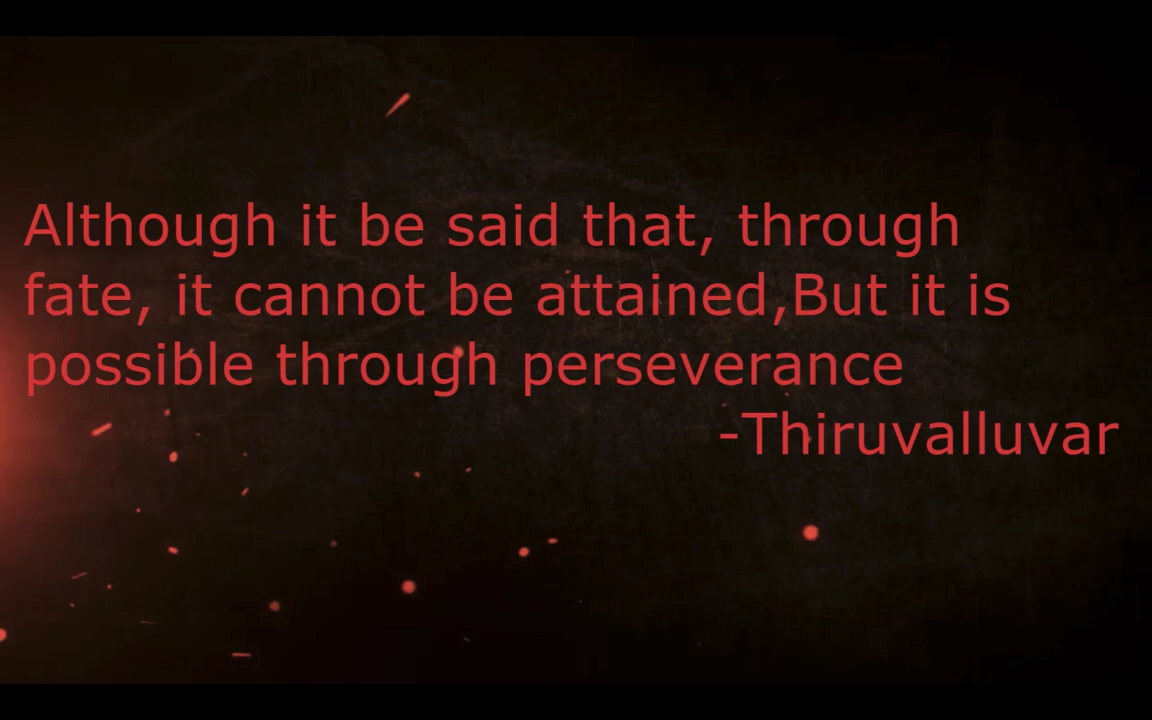 Although it be said that, through
fate, it cannot be attained,But it is
possible through perseverance
-Thiruvalluvar